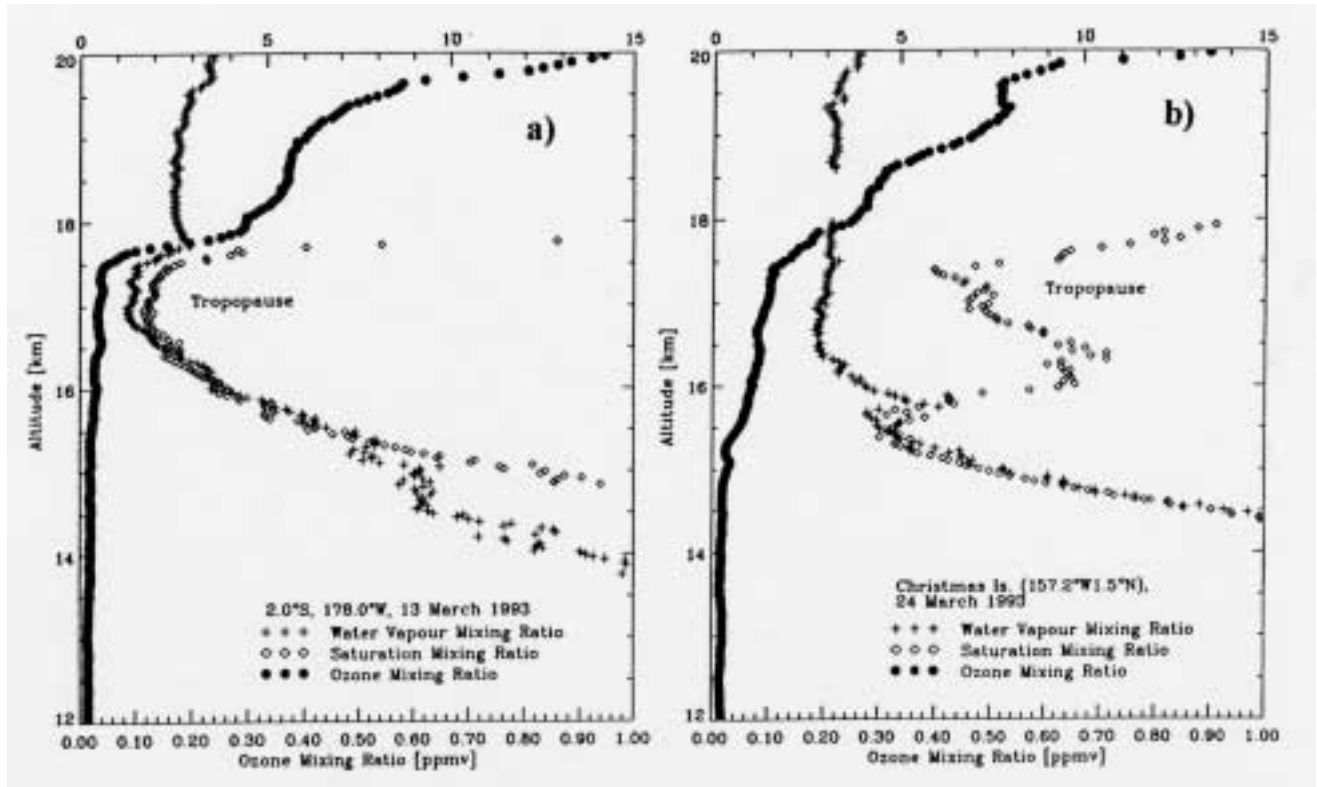 0 5 10 15
20
18
16
14
12
Altitude [km]
a)
Tropopause
2.0°S, 178.0°W, 13 March 1993
+ + + Water Vapour Mixing Ratio
o o o Saturation Mixing Ratio
● ● ● Ozone Mixing Ratio
0.00 0.10 0.20 0.30 0.40 0.50 0.60 0.70 0.80 0.90 1.00
Ozone Mixing Ratio [ppmv]
0 5 10 15
20
18
16
14
12
Altitude [km]
b)
Tropopause
Christmas Is. (157.2°W1.5°N),
24 March 1993
+ + + Water Vapour Mixing Ratio
o o o Saturation Mixing Ratio
● ● ● Ozone Mixing Ratio
0.00 0.10 0.20 0.30 0.40 0.50 0.60 0.70 0.80 0.90 1.00
Ozone Mixing Ratio [ppmv]